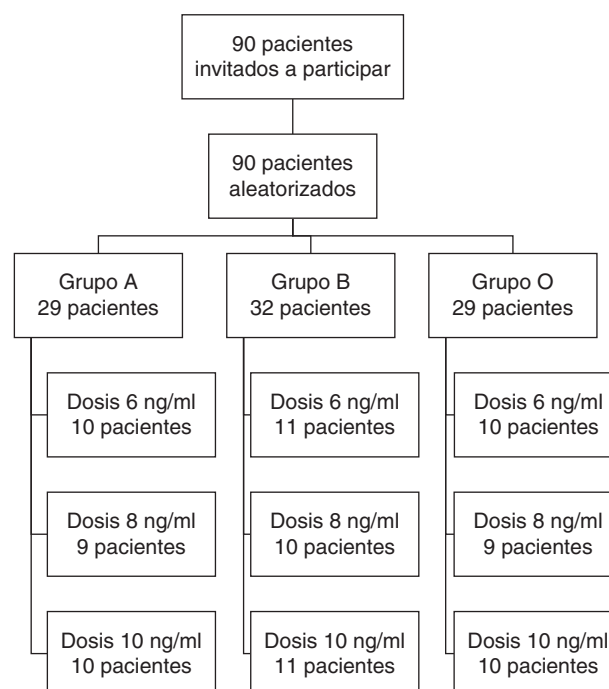 90 pacientes
invitados a participar
90 pacientes
aleatorizados
Grupo A
29 pacientes
Grupo B
32 pacientes
Grupo O
29 pacientes
Dosis 6 ng/ml
10 pacientes
Dosis 6 ng/ml
11 pacientes
Dosis 6 ng/ml
10 pacientes
Dosis 8 ng/ml
9 pacientes
Dosis 8 ng/ml
10 pacientes
Dosis 8 ng/ml
9 pacientes
Dosis 10 ng/ml
10 pacientes
Dosis 10 ng/ml
11 pacientes
Dosis 10 ng/ml
10 pacientes